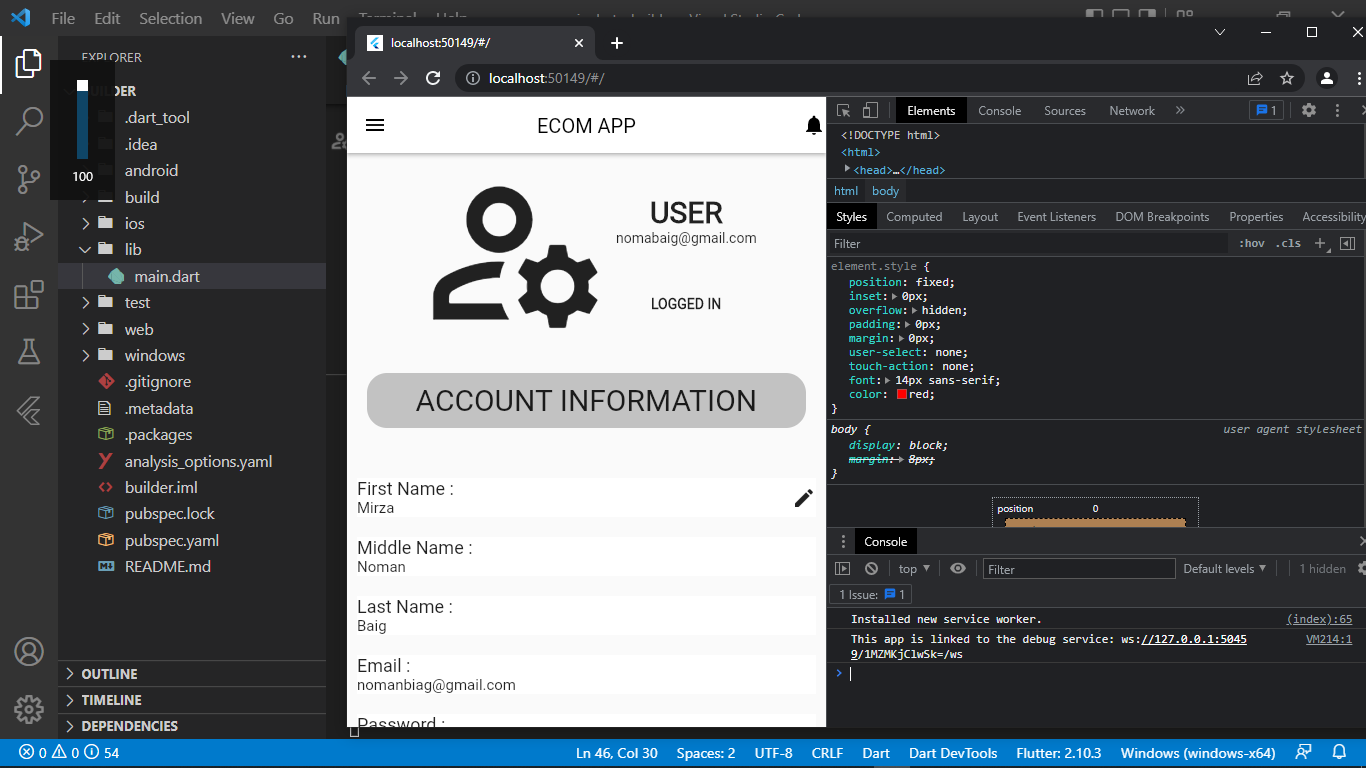 File Edit Selection View Go Run Terminal Help
localhost:50149/#/
localhost:50149/#/
EXPLORER
100
.dart_tool
.idea
android
build
ios
lib
main.dart
test
web
windows
.gitignore
.metadata
.packages
analysis_options.yaml
builder.iml
pubspec.lock
pubspec.yaml
README.md
OUTLINE
TIMELINE
DEPENDENCIES
ECOM APP
USER
nomabaig@gmail.com
LOGGED IN
ACCOUNT INFORMATION
First Name :
Mirza
Middle Name :
Noman
Last Name :
Baig
Email :
nomanbiag@gmail.com
Password :
Elements Console Sources Network » 1
<!DOCTYPE html>
<html>
<head>…</head>
html body
Styles Computed Layout Event Listeners DOM Breakpoints Properties Accessibility
Filter :hov .cls
element.style {
position: fixed;
inset: 0px;
overflow: hidden;
padding: 0px;
margin: 0px;
user-select: none;
touch-action: none;
font: 14px sans-serif;
color: red;
}
body { user agent stylesheet
display: block;
margin: 8px;
}
position 0
Console
top Filter Default levels 1 hidden
1 Issue: 1
Installed new service worker. (index):65
This app is linked to the debug service: ws://127.0.0.1:5045 VM214:1
9/1MZMKjClwSk=/ws
0 0 54 Ln 46, Col 30 Spaces: 2 UTF-8 CRLF Dart Dart DevTools Flutter: 2.10.3 Windows (windows-x64)